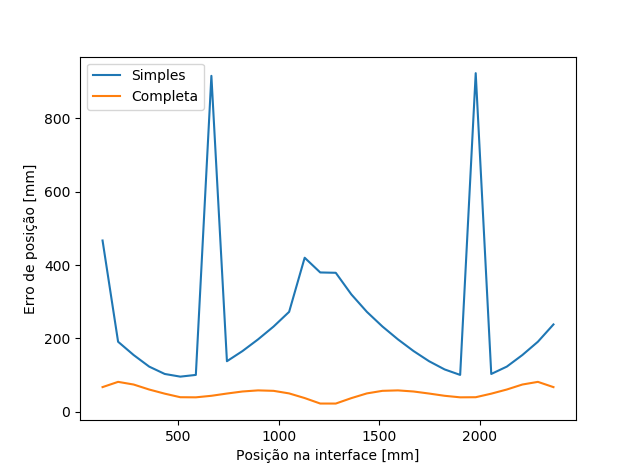 Simples
Completa
Erro de posição [mm]
800
600
400
200
0
500
1000
1500
2000
Posição na interface [mm]